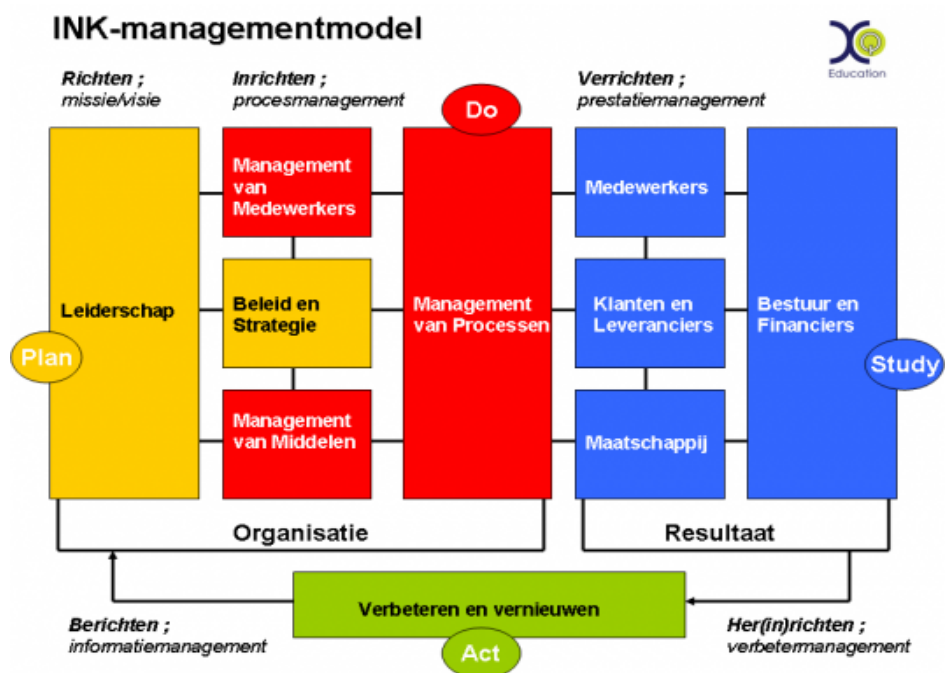 INK-managementmodel
Education
Richten ;
missie/visie
Inrichten ;
procesmanagement
Verrichten ;
prestatiemanagement
Do
Management
van
Medewerkers
Medewerkers
Leiderschap
Beleid en
Strategie
Management
van Processen
Klanten en
Leveranciers
Bestuur en
Financiers
Plan
Study
Management
van Middelen
Maatschappij
Organisatie
Resultaat
Verbeteren en vernieuwen
Act
Berichten ;
informatiemanagement
Her(in)richten ;
verbetermanagement